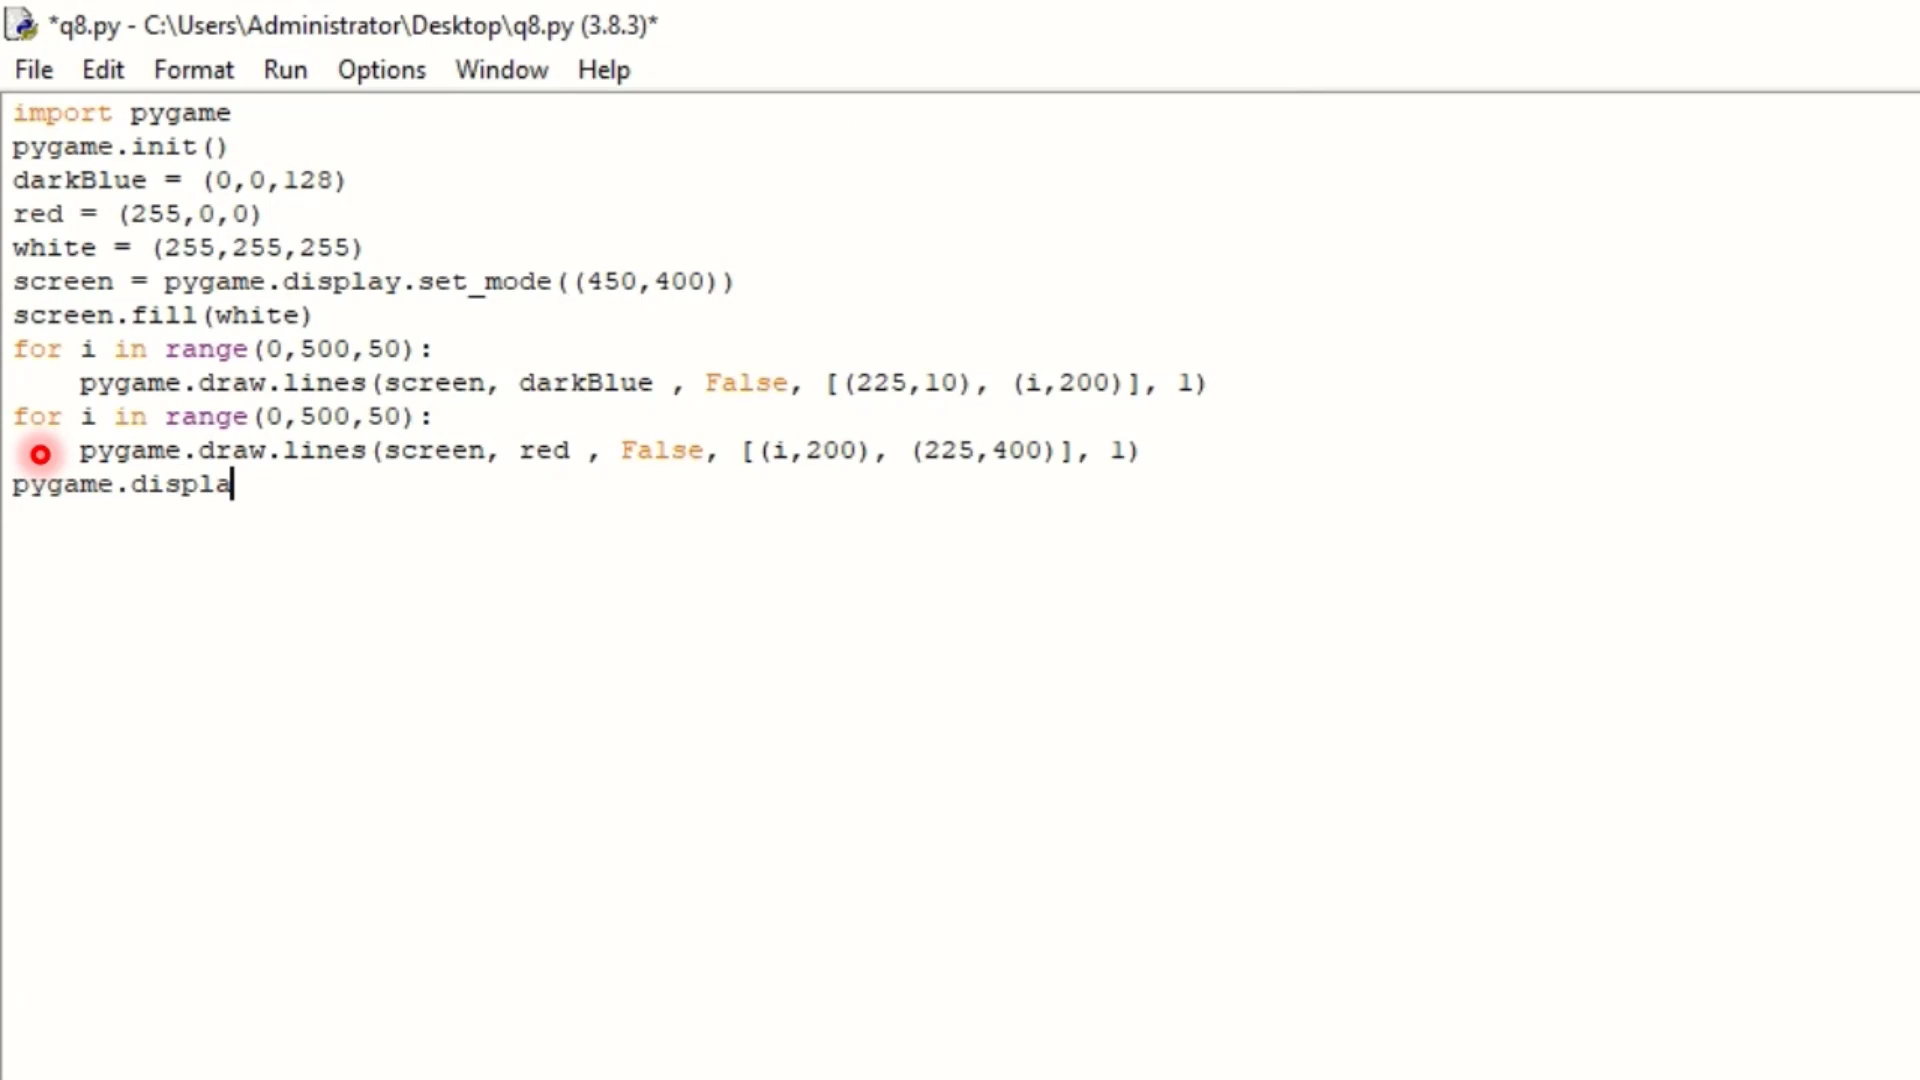 *q8.py - C:\Users\Administrator\Desktop\q8.py (3.8.3)*
File Edit Format Run Options Window Help
import pygame
pygame.init()
darkBlue = (0,0,128)
red = (255,0,0)
white = (255,255,255)
screen = pygame.display.set_mode((450,400))
screen.fill(white)
for i in range(0,500,50):
    pygame.draw.lines(screen, darkBlue , False, [(225,10), (i,200)], 1)
for i in range(0,500,50):
    pygame.draw.lines(screen, red , False, [(i,200), (225,400)], 1)
pygame.displa